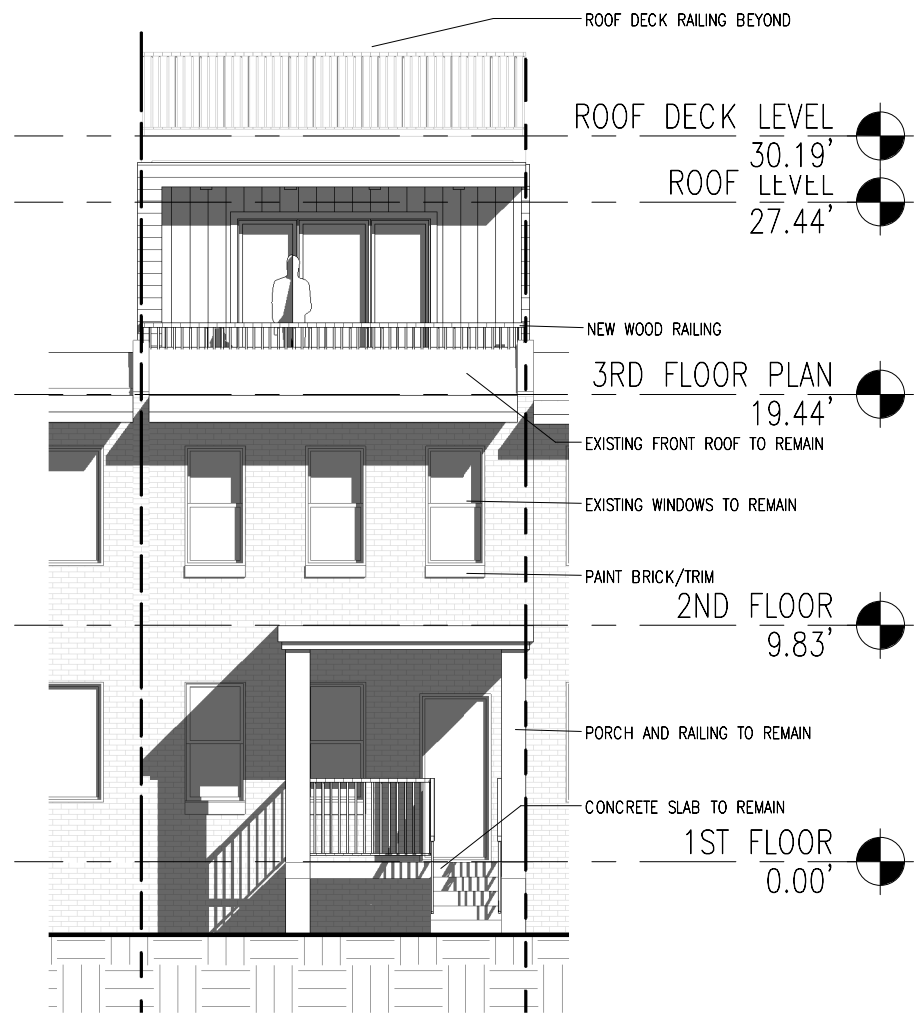 ROOF DECK RAILING BEYOND
ROOF DECK LEVEL
30.19'
ROOF LEVEL
27.44'
NEW WOOD RAILING
3RD FLOOR PLAN
19.44'
EXISTING FRONT ROOF TO REMAIN
EXISTING WINDOWS TO REMAIN
PAINT BRICK/TRIM
2ND FLOOR
9.83'
PORCH AND RAILING TO REMAIN
CONCRETE SLAB TO REMAIN
1ST FLOOR
0.00'